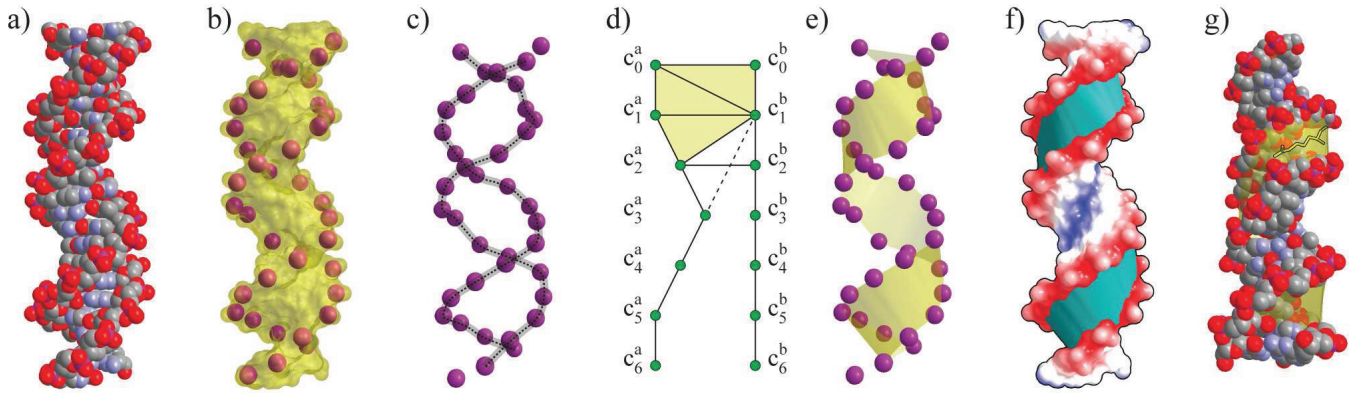 a) b) c) d) e) f) g)
c₀ᵃ c₀ᵇ
c₁ᵃ c₁ᵇ
c₂ᵃ c₂ᵇ
c₃ᵃ c₃ᵇ
c₄ᵃ c₄ᵇ
c₅ᵃ c₅ᵇ
c₆ᵃ c₆ᵇ